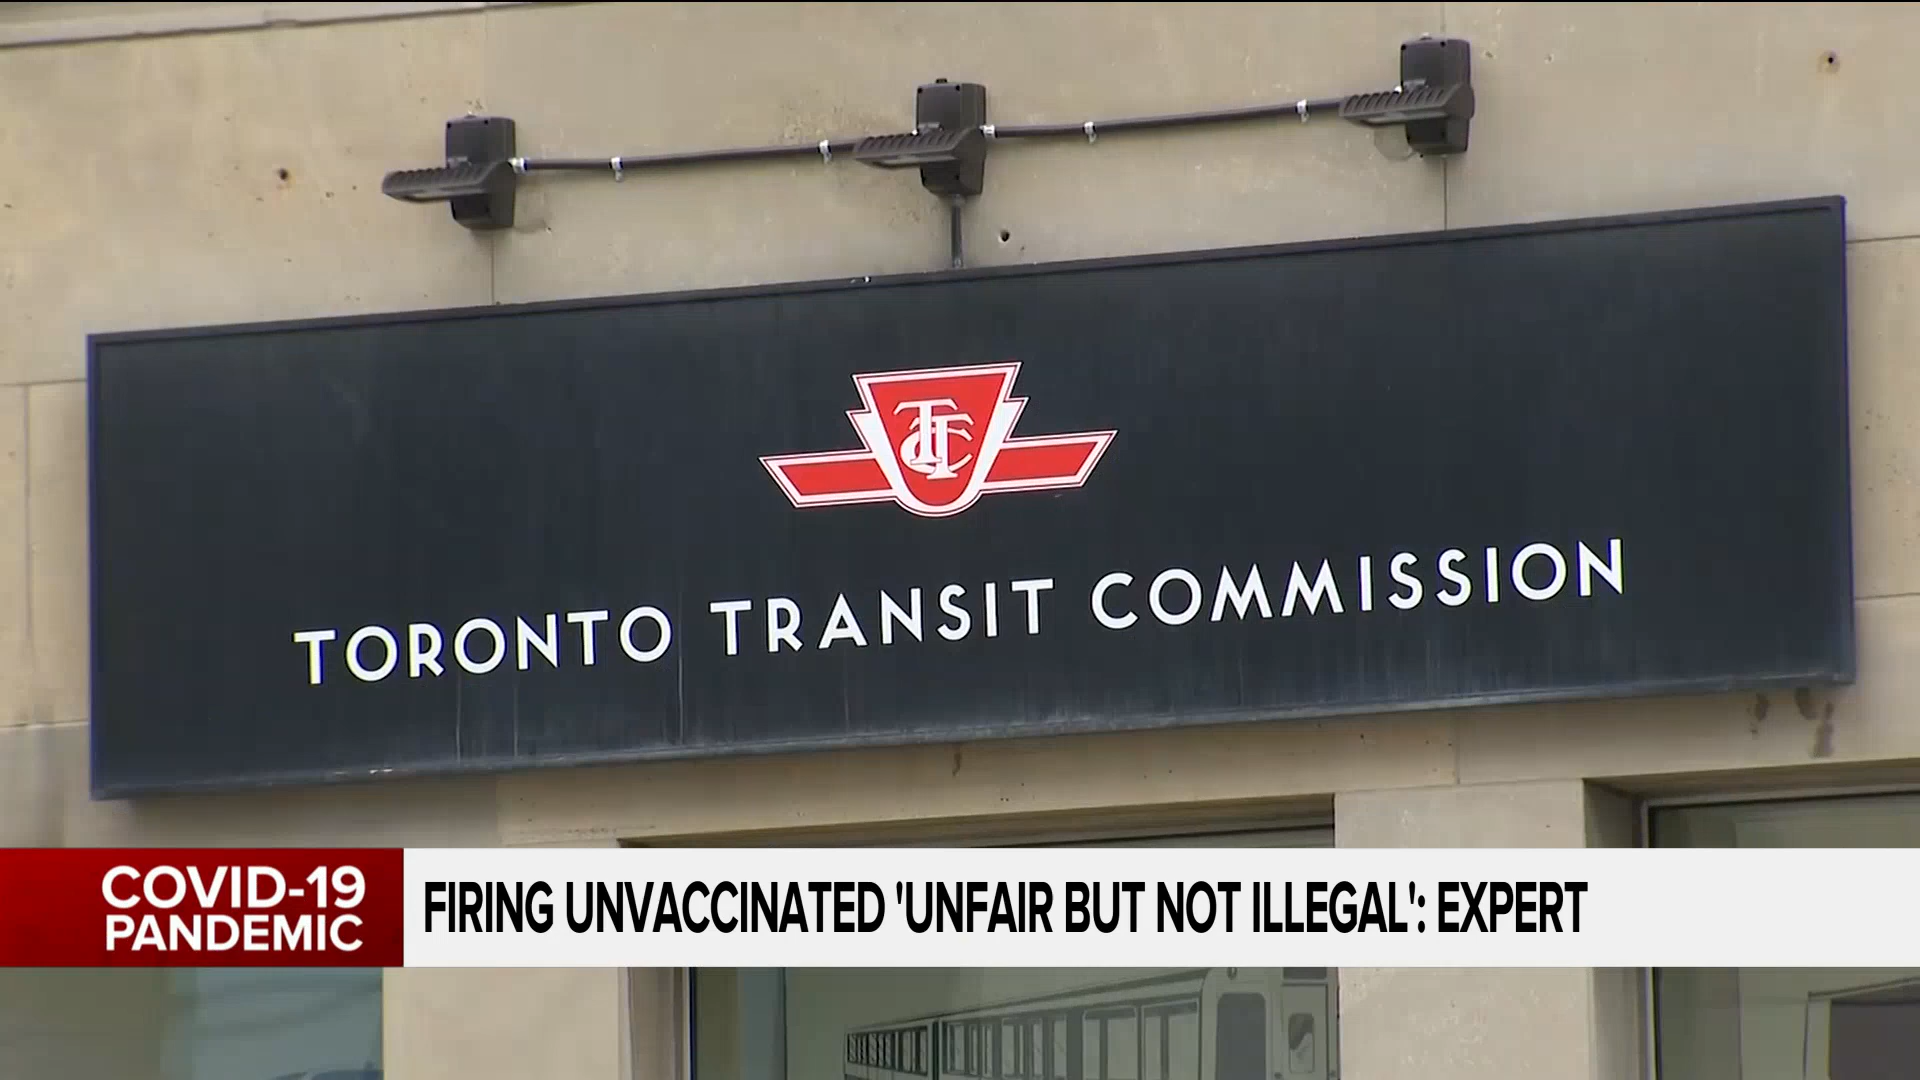 TTC
TORONTO TRANSIT COMMISSION
COVID-19
PANDEMIC
FIRING UNVACCINATED 'UNFAIR BUT NOT ILLEGAL': EXPERT